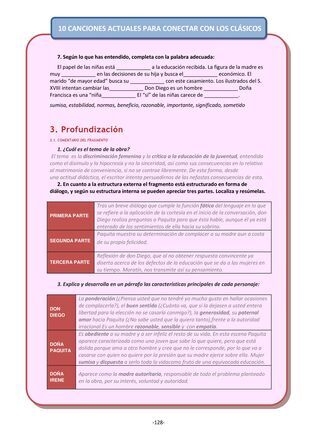 10 CANCIONES ACTUALES PARA CONECTAR CON LOS CLÁSICOS
7. Según lo que has entendido, completa con la palabra adecuada:
El papel de las niñas está ____________ a la educación recibida. La figura de la madre es
muy ____________ en las decisiones de su hija y busca el____________ económico. El
marido "de mayor edad" busca su ____________ con este casamiento. Los ilustrados del S.
XVIII intentan cambiar las____________ Don Diego es un hombre ____________ Doña
Francisca es una "niña____________ El "sí" de las niñas carece de ____________.
sumisa, estabilidad, normas, beneficio, razonable, importante, significado, sometido
3. Profundización
3.1. COMENTARIO DEL FRAGMENTO
1. ¿Cuál es el tema de la obra?
El tema es la discriminación femenina y la crítica a la educación de la juventud, entendida
como el disimulo y la hipocresía y no la sinceridad, así como sus consecuencias en lo relativo
al matrimonio de conveniencia, si no se contrae libremente. De esta forma, desde
una actitud didáctica, el escritor intenta persuadirnos de las nefastas consecuencias de esto.
2. En cuanto a la estructura externa el fragmento está estructurado en forma de
diálogo, y según su estructura interna se pueden apreciar tres partes. Localiza y resúmelas.
PRIMERA PARTE
Tras un breve diálogo que cumple la función fática del lenguaje en lo que
se refiere a la aplicación de la cortesía en el inicio de la conversación, don
Diego realiza preguntas a Paquita para que ésta hable, aunque él ya está
enterado de los sentimientos de ella hacia su sobrino.
SEGUNDA PARTE
Paquita muestra su determinación de complacer a su madre aun a costa
de su propia felicidad.
TERCERA PARTE
Reflexión de don Diego, que al no obtener respuesta convincente ya
diserta acerca de los defectos de la educación que se da a las mujeres en
su tiempo. Moratín, nos transmite así su pensamiento.
3. Explica y desarrolla en un párrafo las características principales de cada personaje:
DON
DIEGO
La ponderación (¿Piensa usted que no tendré yo mucho gusto en hallar ocasiones
de complacerla?), el buen sentido (¿Cuánto va, que si la dejasen a usted entera
libertad para la elección no se casaría conmigo?), la generosidad, su paternal
amor hacia Paquita (¿No sabe usted que la quiero tanto) frente a la autoridad
irracional Es un hombre razonable, sensible y con empatía.
DOÑA
PAQUITA
Es obediente a su madre y a ser infeliz el resto de su vida. En esta escena Paquita
aparece caracterizada como una joven que sabe lo que quiere, pero que está
dolida porque ama a otro hombre y cree que no le corresponde, por lo que va a
casarse con quien no quiere por la presión que su madre ejerce sobre ella. Mujer
sumisa y dispuesta a serlo toda la vida como fruto de una equivocada educación.
DOÑA
IRENE
Aparece como la madre autoritaria, responsable de todo el problema planteado
en la obra, por su interés, voluntad y autoridad.
-128-